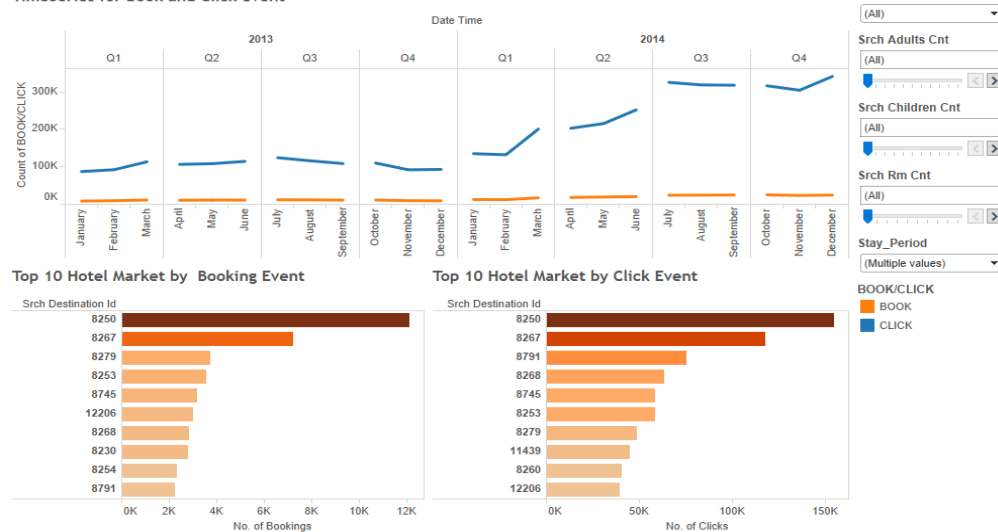 Timeseries for Book and Click Event
Date Time
2013 2014
Q1 Q2 Q3 Q4 Q1 Q2 Q3 Q4
Count of BOOK/CLICK
300K
200K
100K
0K
January February March April May June July August September October November December January February March April May June July August September October November December
(All)
Srch Adults Cnt
(All)
Srch Children Cnt
(All)
Srch Rm Cnt
(All)
Stay_Period
(Multiple values)
BOOK/CLICK
BOOK
CLICK
Top 10 Hotel Market by Booking Event
Srch Destination Id
8250
8267
8279
8253
8745
12206
8268
8230
8254
8791
0K 2K 4K 6K 8K 10K 12K
No. of Bookings
Top 10 Hotel Market by Click Event
Srch Destination Id
8250
8267
8791
8268
8745
8253
8279
11439
8260
12206
0K 50K 100K 150K
No. of Clicks